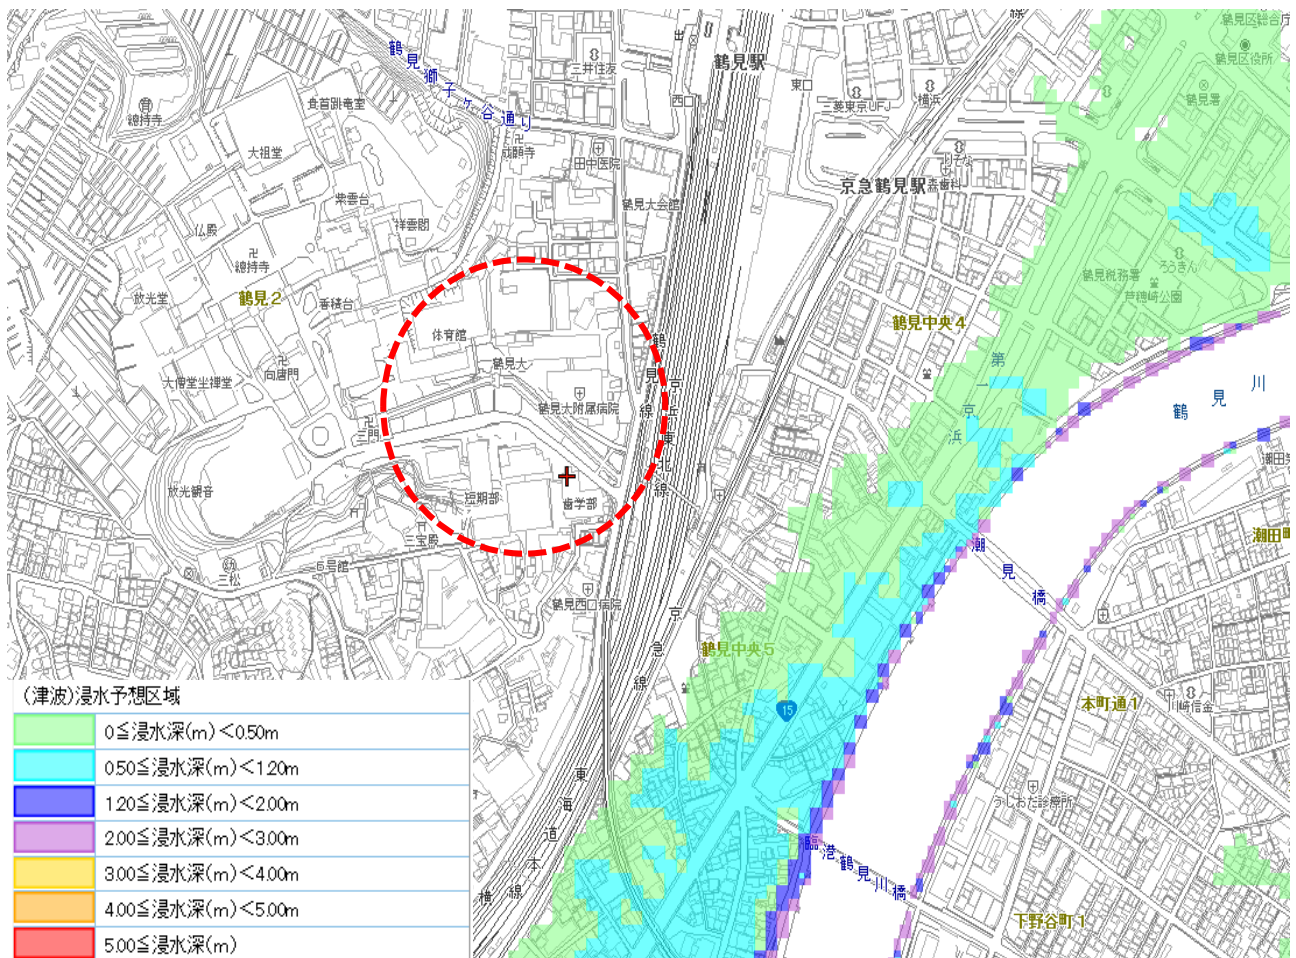 鶴見区総合庁
鶴見駅
鶴見区役所
三井住友
西口
東口
出
三菱東京UFJ
横浜
鶴見署
鶴見獅子ヶ谷通り
總持寺
大祖堂
成願寺
田中医院
りそな
森歯科
京急鶴見駅
紫雲台
鶴見大会館
祥雲閣
仏殿
總持寺
ろうきん
鶴見税務署
芦穂崎公園
放光堂
鶴見2
香積台
鶴見中央4
体育館
鶴見線
京浜東北線
第一京浜
鶴見川
向唐門
鶴見大
大僧堂坐禅堂
鶴見大附属病院
三門
放光観音
短期部
歯学部
三宝殿
6号館
三松
潮見橋
潮田町
鶴見西口病院
京急線
鶴見中央5
15
本町通1
川崎信金
東海道本線
横
うしおだ診療所
臨港鶴見川橋
下野谷町1
(津波)浸水予想区域
0≦浸水深(m)<0.50m
0.50≦浸水深(m)<1.20m
1.20≦浸水深(m)<2.00m
2.00≦浸水深(m)<3.00m
3.00≦浸水深(m)<4.00m
4.00≦浸水深(m)<5.00m
5.00≦浸水深(m)